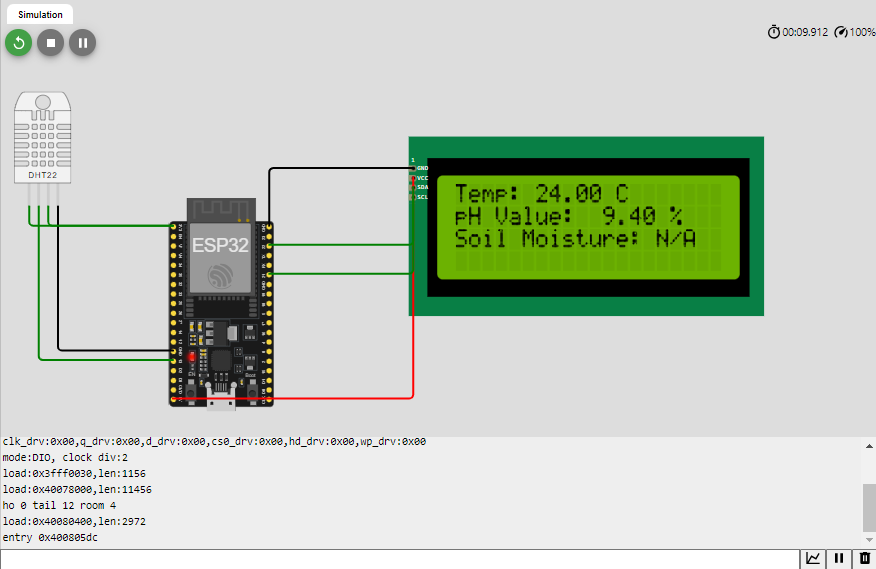 Simulation
00:09.912 100%
DHT22
ESP32
EN
Boot
1
GND
VCC
SDA
SCL
Temp: 24.00 C
pH Value: 9.40 %
Soil Moisture: N/A
clk_drv:0x00,q_drv:0x00,d_drv:0x00,cs0_drv:0x00,hd_drv:0x00,wp_drv:0x00
mode:DIO, clock div:2
load:0x3fff0030,len:1156
load:0x40078000,len:11456
ho 0 tail 12 room 4
load:0x40080400,len:2972
entry 0x400805dc